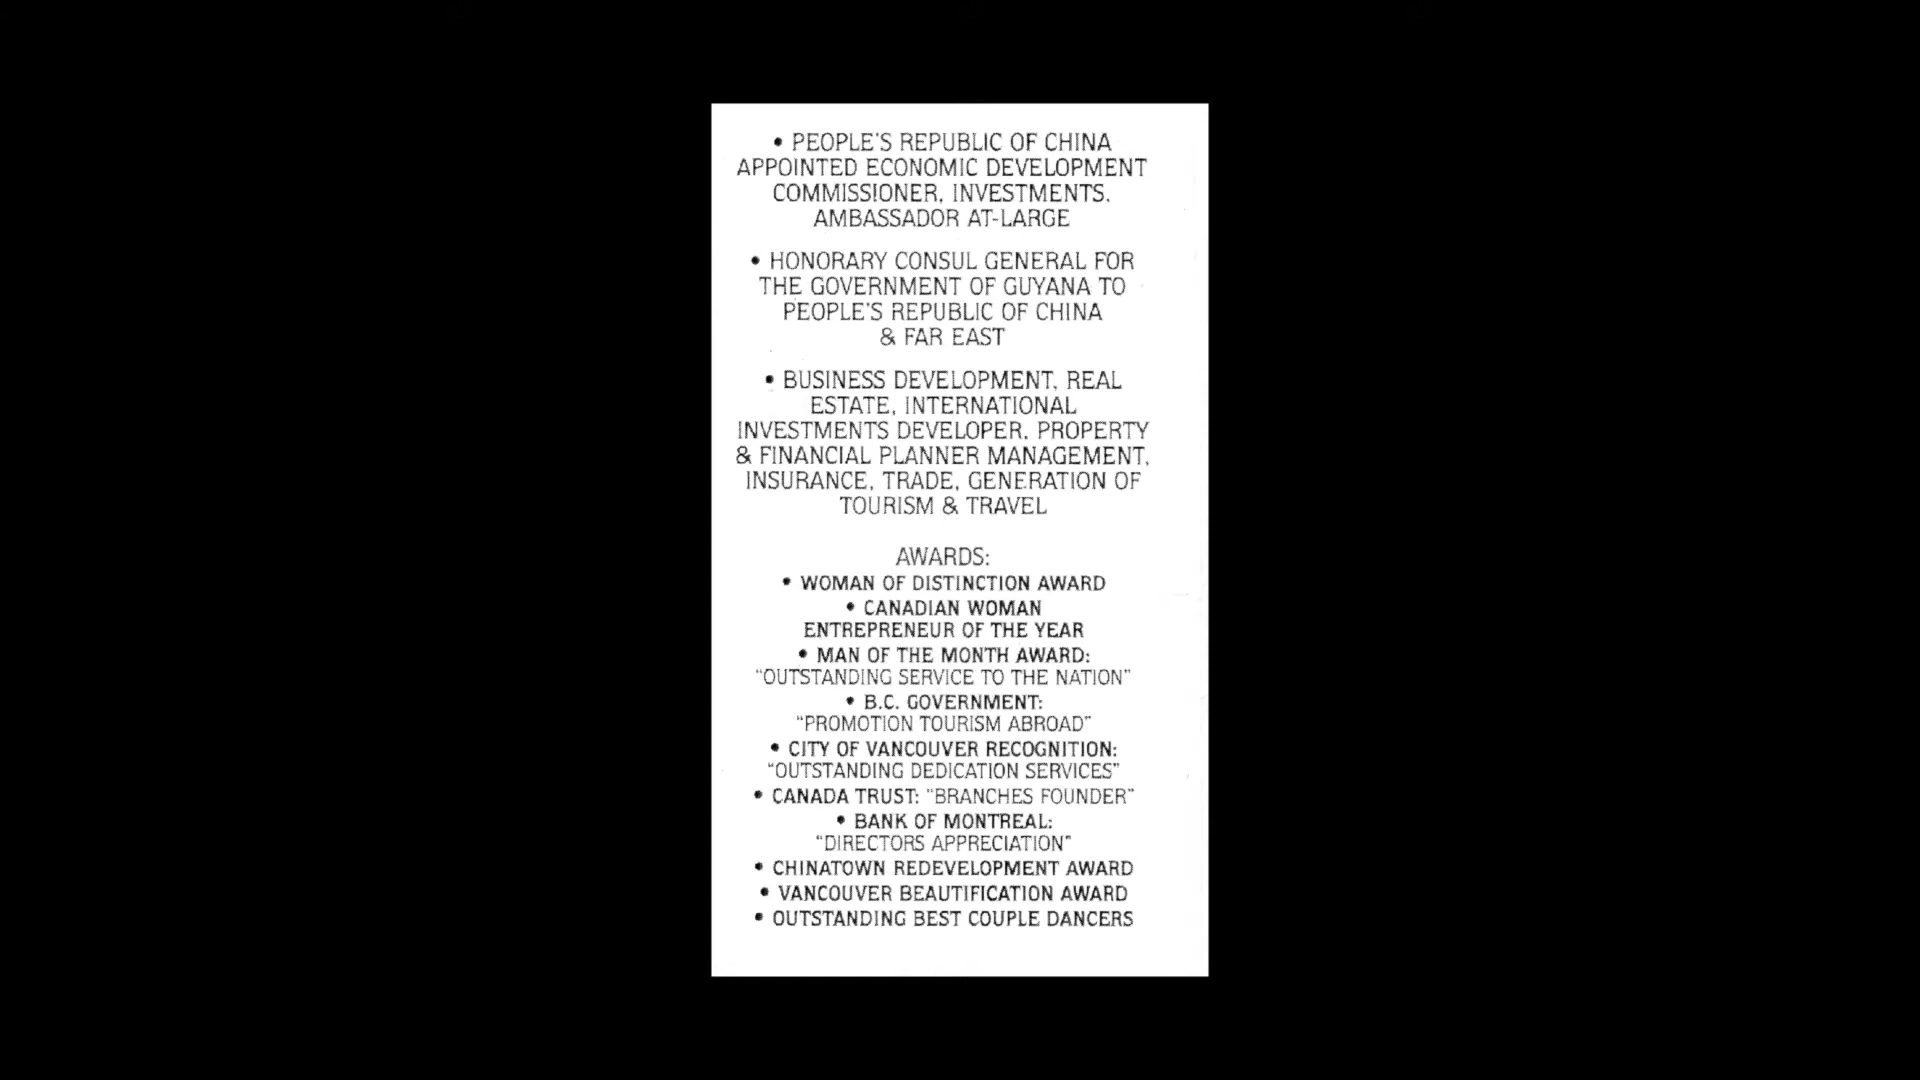 • PEOPLE'S REPUBLIC OF CHINA
APPOINTED ECONOMIC DEVELOPMENT
COMMISSIONER, INVESTMENTS,
AMBASSADOR AT-LARGE
• HONORARY CONSUL GENERAL FOR
THE GOVERNMENT OF GUYANA TO
PEOPLE'S REPUBLIC OF CHINA
& FAR EAST
• BUSINESS DEVELOPMENT, REAL
ESTATE, INTERNATIONAL
INVESTMENTS DEVELOPER, PROPERTY
& FINANCIAL PLANNER MANAGEMENT,
INSURANCE, TRADE, GENERATION OF
TOURISM & TRAVEL
AWARDS:
• WOMAN OF DISTINCTION AWARD
• CANADIAN WOMAN
ENTREPRENEUR OF THE YEAR
• MAN OF THE MONTH AWARD:
"OUTSTANDING SERVICE TO THE NATION"
• B.C. GOVERNMENT:
"PROMOTION TOURISM ABROAD"
• CITY OF VANCOUVER RECOGNITION:
"OUTSTANDING DEDICATION SERVICES"
• CANADA TRUST: "BRANCHES FOUNDER"
• BANK OF MONTREAL:
"DIRECTORS APPRECIATION"
• CHINATOWN REDEVELOPMENT AWARD
• VANCOUVER BEAUTIFICATION AWARD
• OUTSTANDING BEST COUPLE DANCERS